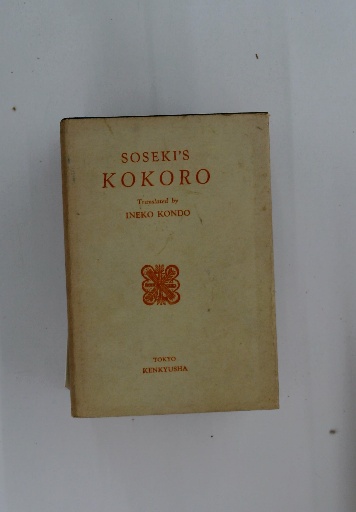 SOSEKI'S
KOKORO
Translated by
INEKO KONDO
TOKYO
KENKYUSHA